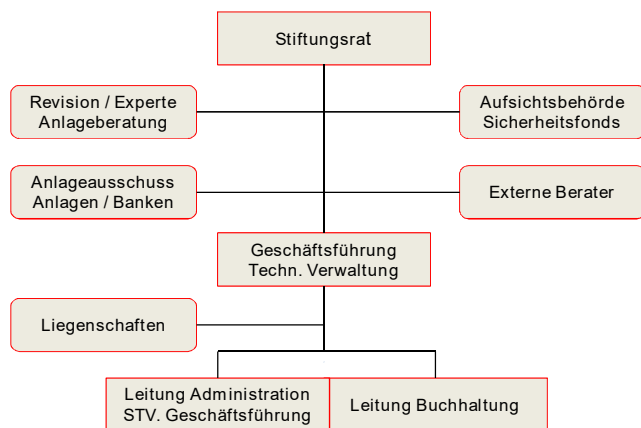 Stiftungsrat
Revision / Experte
Anlageberatung
Aufsichtsbehörde
Sicherheitsfonds
Anlageausschuss
Anlagen / Banken
Externe Berater
Geschäftsführung
Techn. Verwaltung
Liegenschaften
Leitung Administration
STV. Geschäftsführung
Leitung Buchhaltung